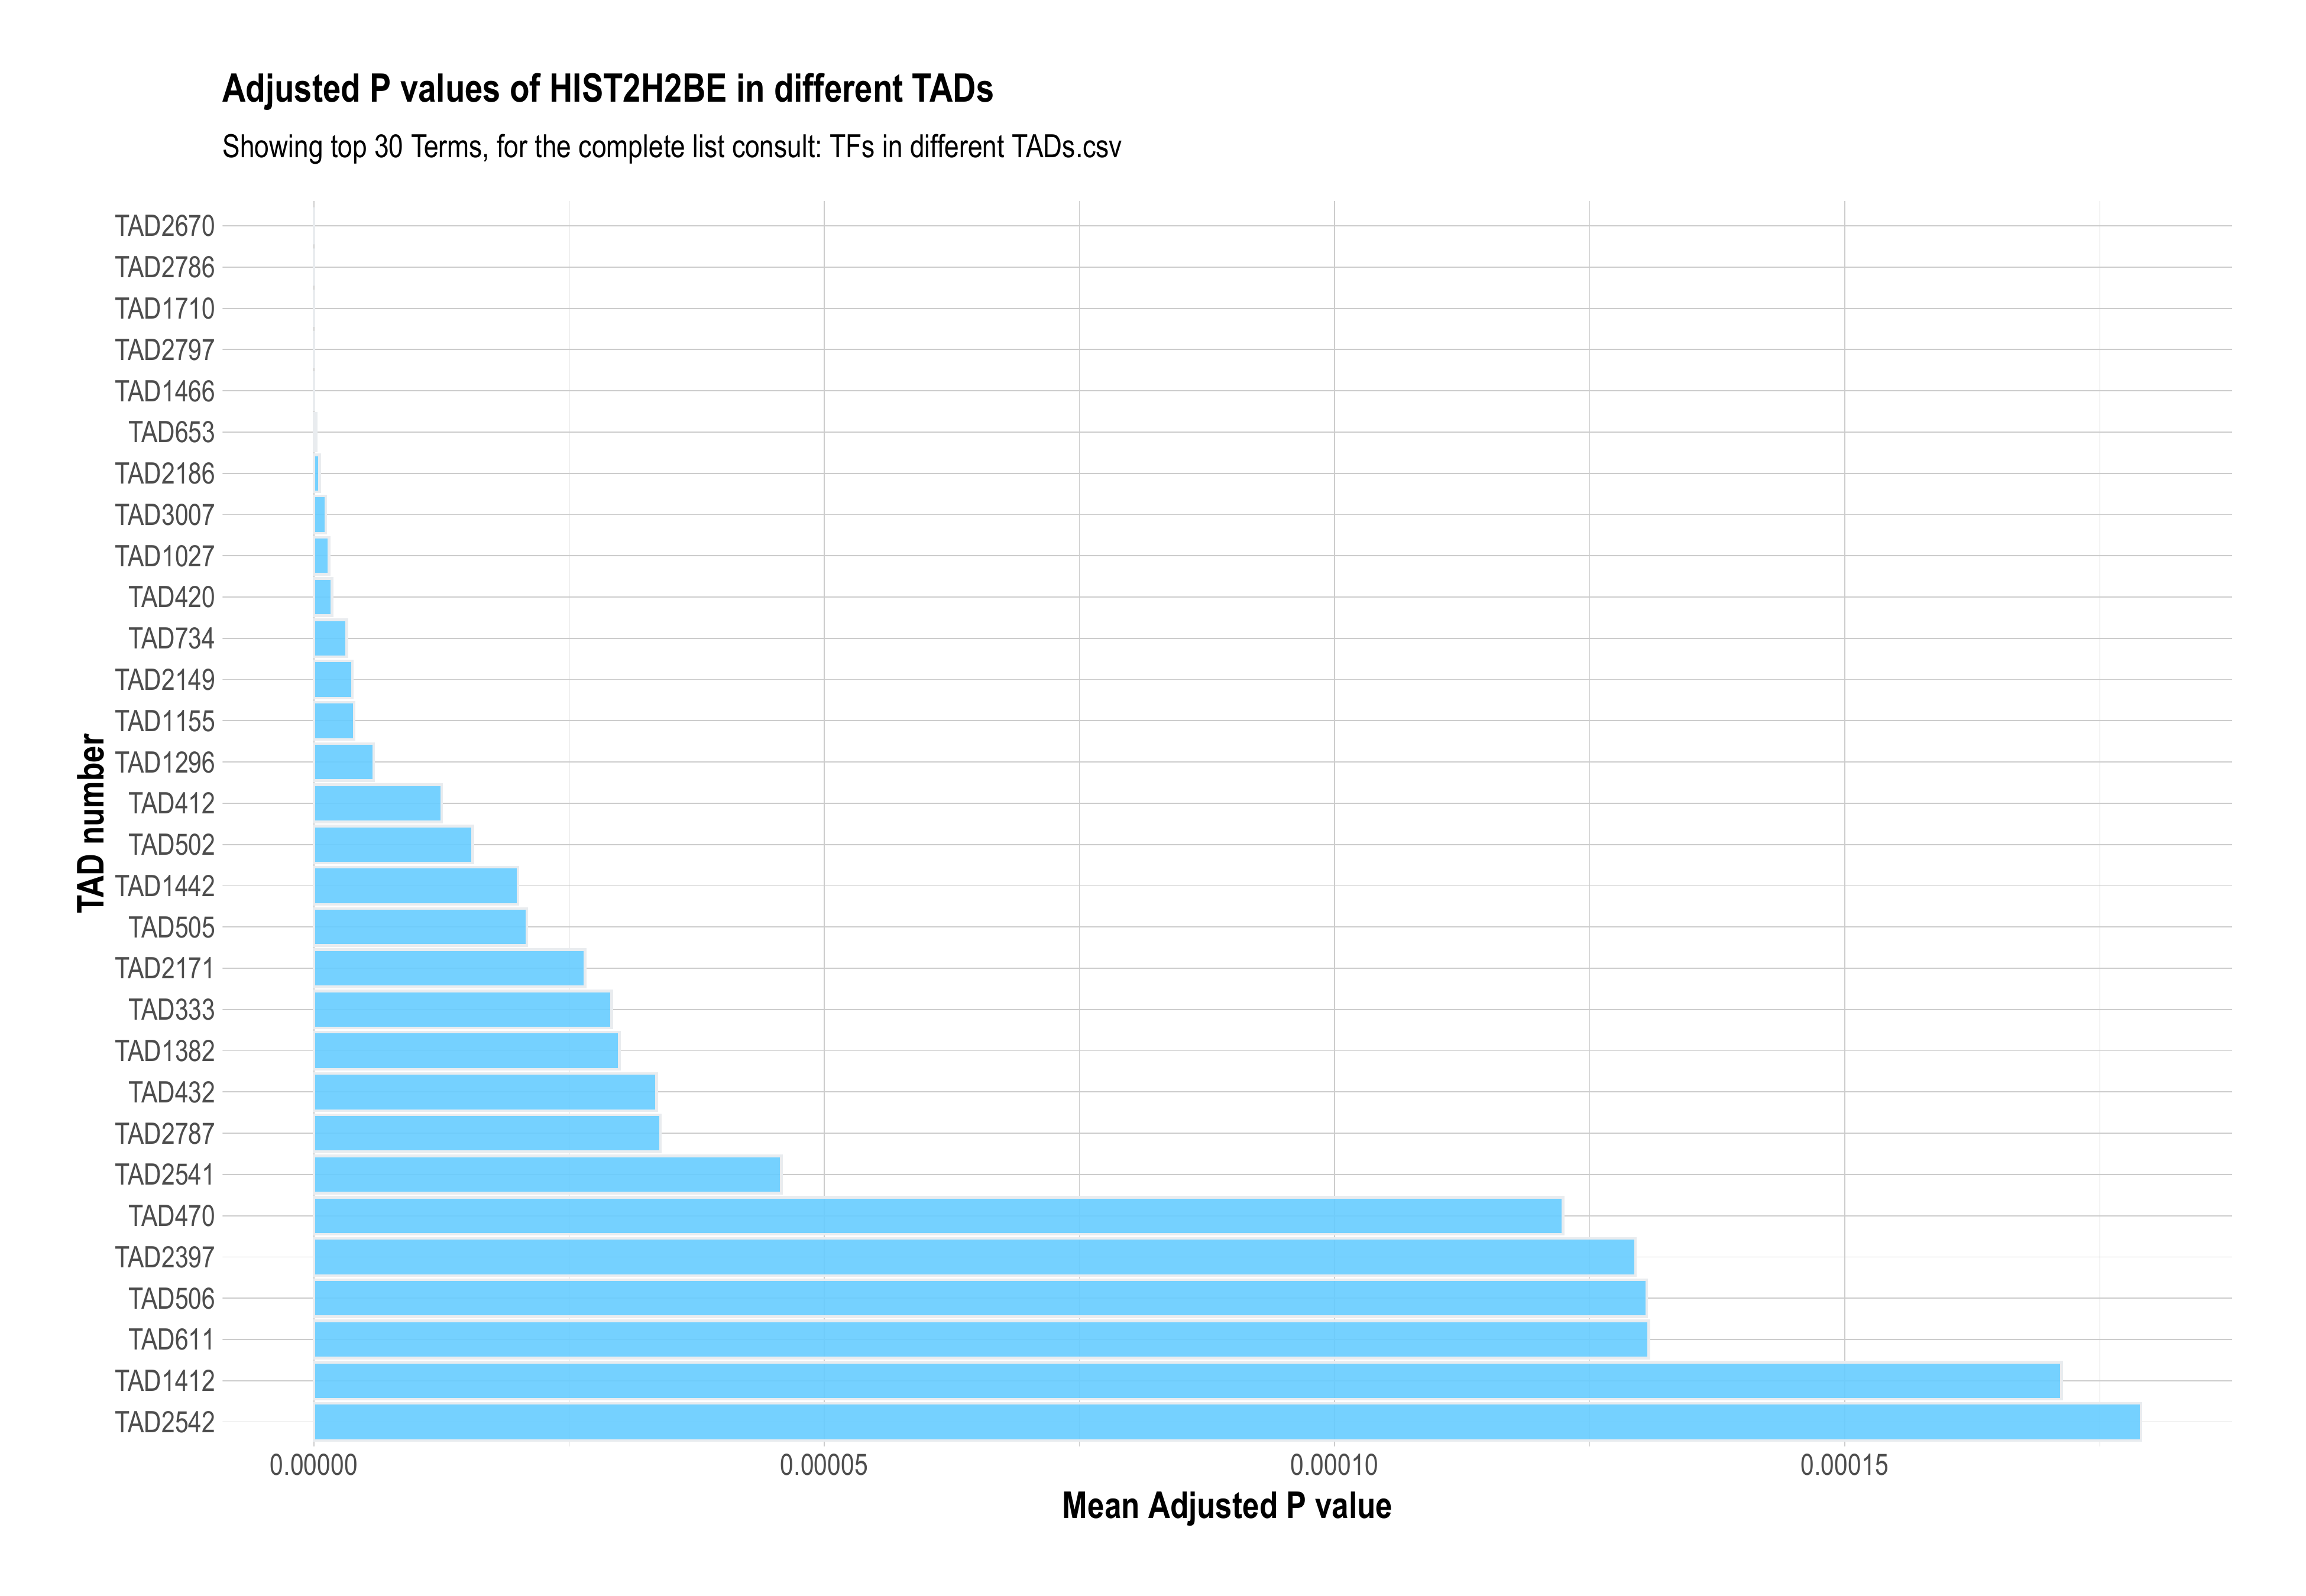 Adjusted P values of HIST2H2BE in different TADs
Showing top 30 Terms, for the complete list consult: TFs in different TADs.csv
TAD number
TAD2670
TAD2786
TAD1710
TAD2797
TAD1466
TAD653
TAD2186
TAD3007
TAD1027
TAD420
TAD734
TAD2149
TAD1155
TAD1296
TAD412
TAD502
TAD1442
TAD505
TAD2171
TAD333
TAD1382
TAD432
TAD2787
TAD2541
TAD470
TAD2397
TAD506
TAD611
TAD1412
TAD2542
0.00000 0.00005 0.00010 0.00015
Mean Adjusted P value